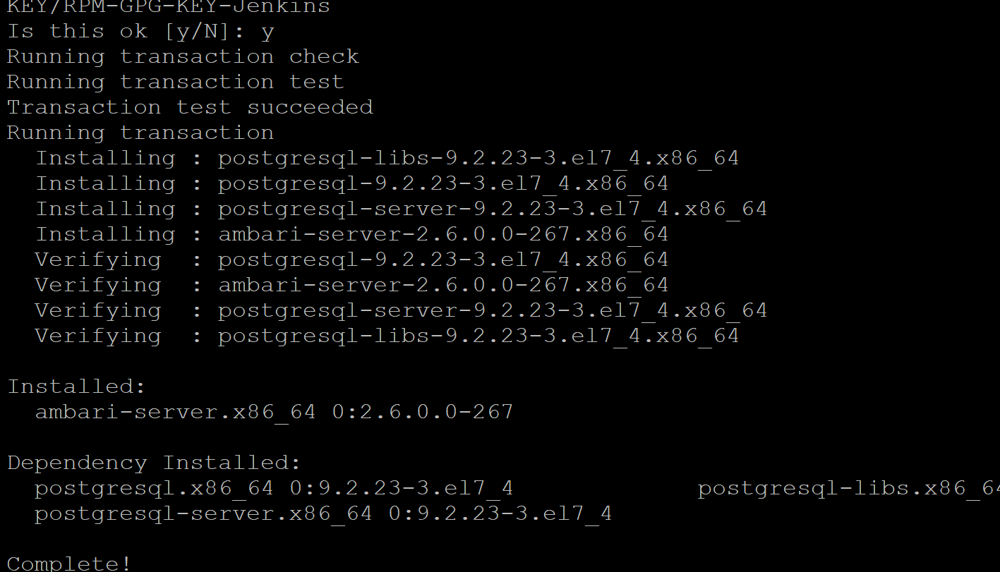 KEY/RPM-GPG-KEY-Jenkins
Is this ok [y/N]: y
Running transaction check
Running transaction test
Transaction test succeeded
Running transaction
  Installing : postgresql-libs-9.2.23-3.el7_4.x86_64
  Installing : postgresql-9.2.23-3.el7_4.x86_64
  Installing : postgresql-server-9.2.23-3.el7_4.x86_64
  Installing : ambari-server-2.6.0.0-267.x86_64
  Verifying  : postgresql-9.2.23-3.el7_4.x86_64
  Verifying  : ambari-server-2.6.0.0-267.x86_64
  Verifying  : postgresql-server-9.2.23-3.el7_4.x86_64
  Verifying  : postgresql-libs-9.2.23-3.el7_4.x86_64
Installed:
  ambari-server.x86_64 0:2.6.0.0-267
Dependency Installed:
  postgresql.x86_64 0:9.2.23-3.el7_4             postgresql-libs.x86_64
  postgresql-server.x86_64 0:9.2.23-3.el7_4
Complete!